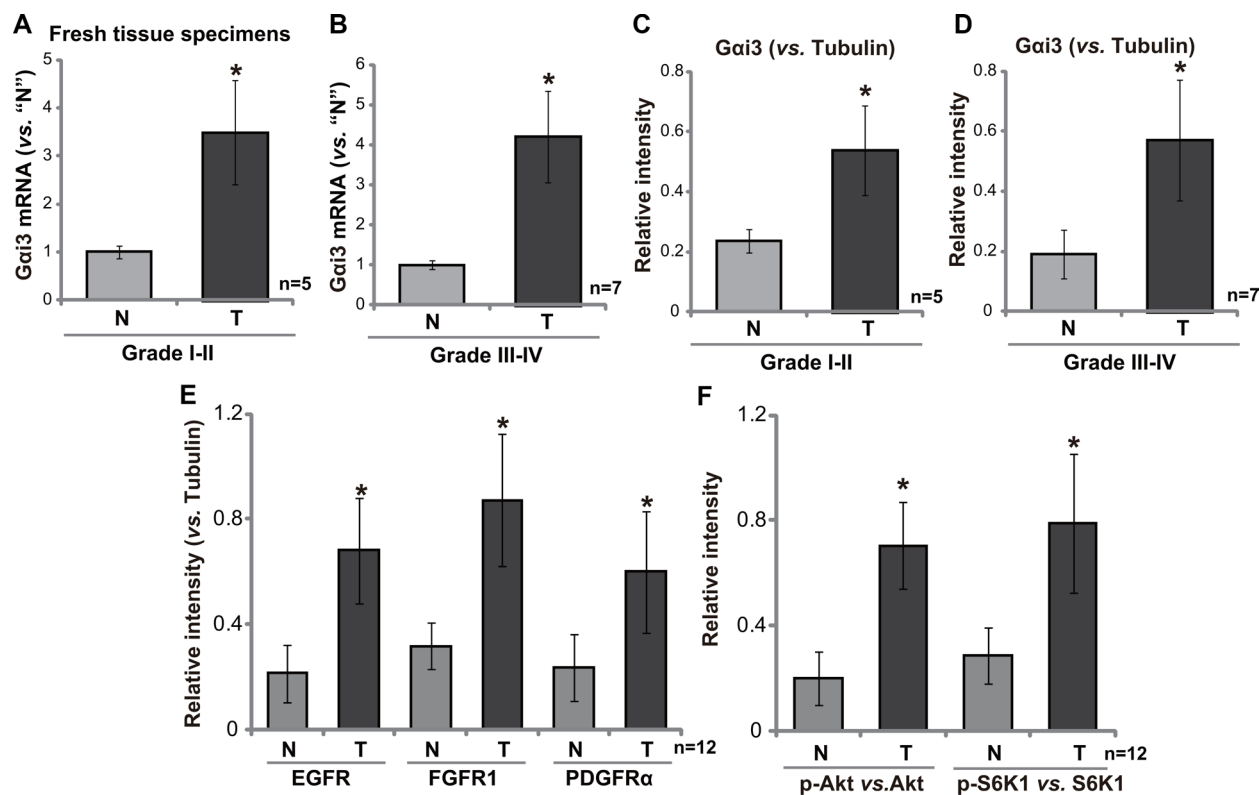 A
Fresh tissue specimens
Gαi3 mRNA (vs. “N”)
5
4
3
2
1
0
*
n=5
N T
Grade I-II
B
Gαi3 mRNA (vs. “N”)
6
5
4
3
2
1
0
*
n=7
N T
Grade III-IV
C
Gαi3 (vs. Tubulin)
Relative intensity
0.8
0.6
0.4
0.2
0
*
n=5
N T
Grade I-II
D
Gαi3 (vs. Tubulin)
Relative intensity
0.8
0.6
0.4
0.2
0
*
n=7
N T
Grade III-IV
E
Relative intensity (vs. Tubulin)
1.2
0.8
0.4
0
* * *
N T N T N T n=12
EGFR FGFR1 PDGFRα
F
Relative intensity
1.2
0.8
0.4
0
* *
N T N T n=12
p-Akt vs.Akt p-S6K1 vs. S6K1